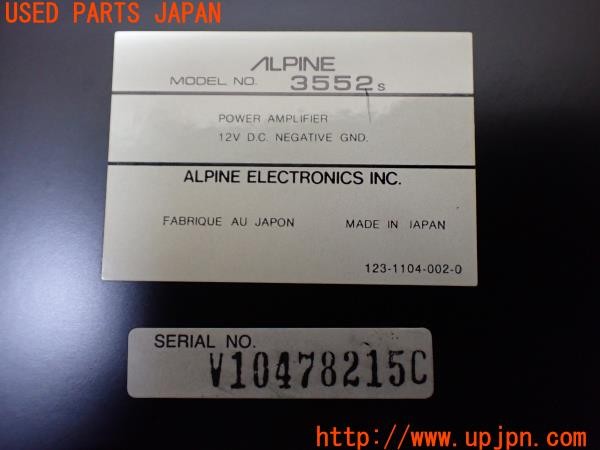 USED PARTS JAPAN
ALPINE
MODEL NO. 3552s
POWER AMPLIFIER
12V D.C. NEGATIVE GND.
ALPINE ELECTRONICS INC.
FABRIQUE AU JAPON MADE IN JAPAN
123-1104-002-0
SERIAL NO.
V10478215C
http://www.upjpn.com/